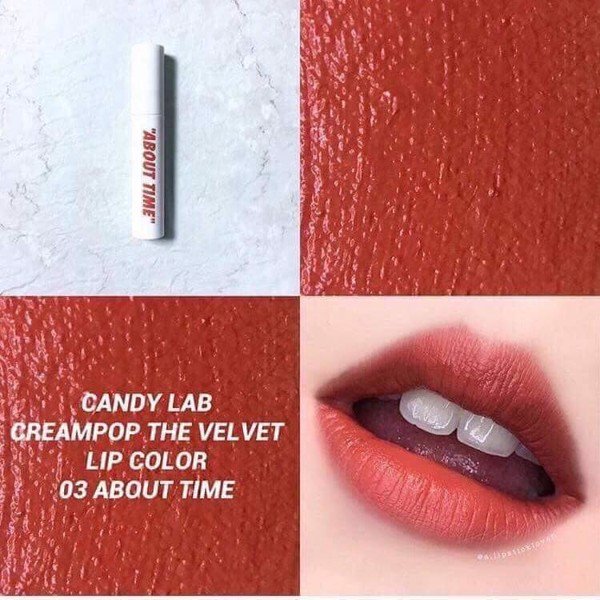 "ABOUT TIME"
CANDY LAB
CREAMPOP THE VELVET
LIP COLOR
03 ABOUT TIME